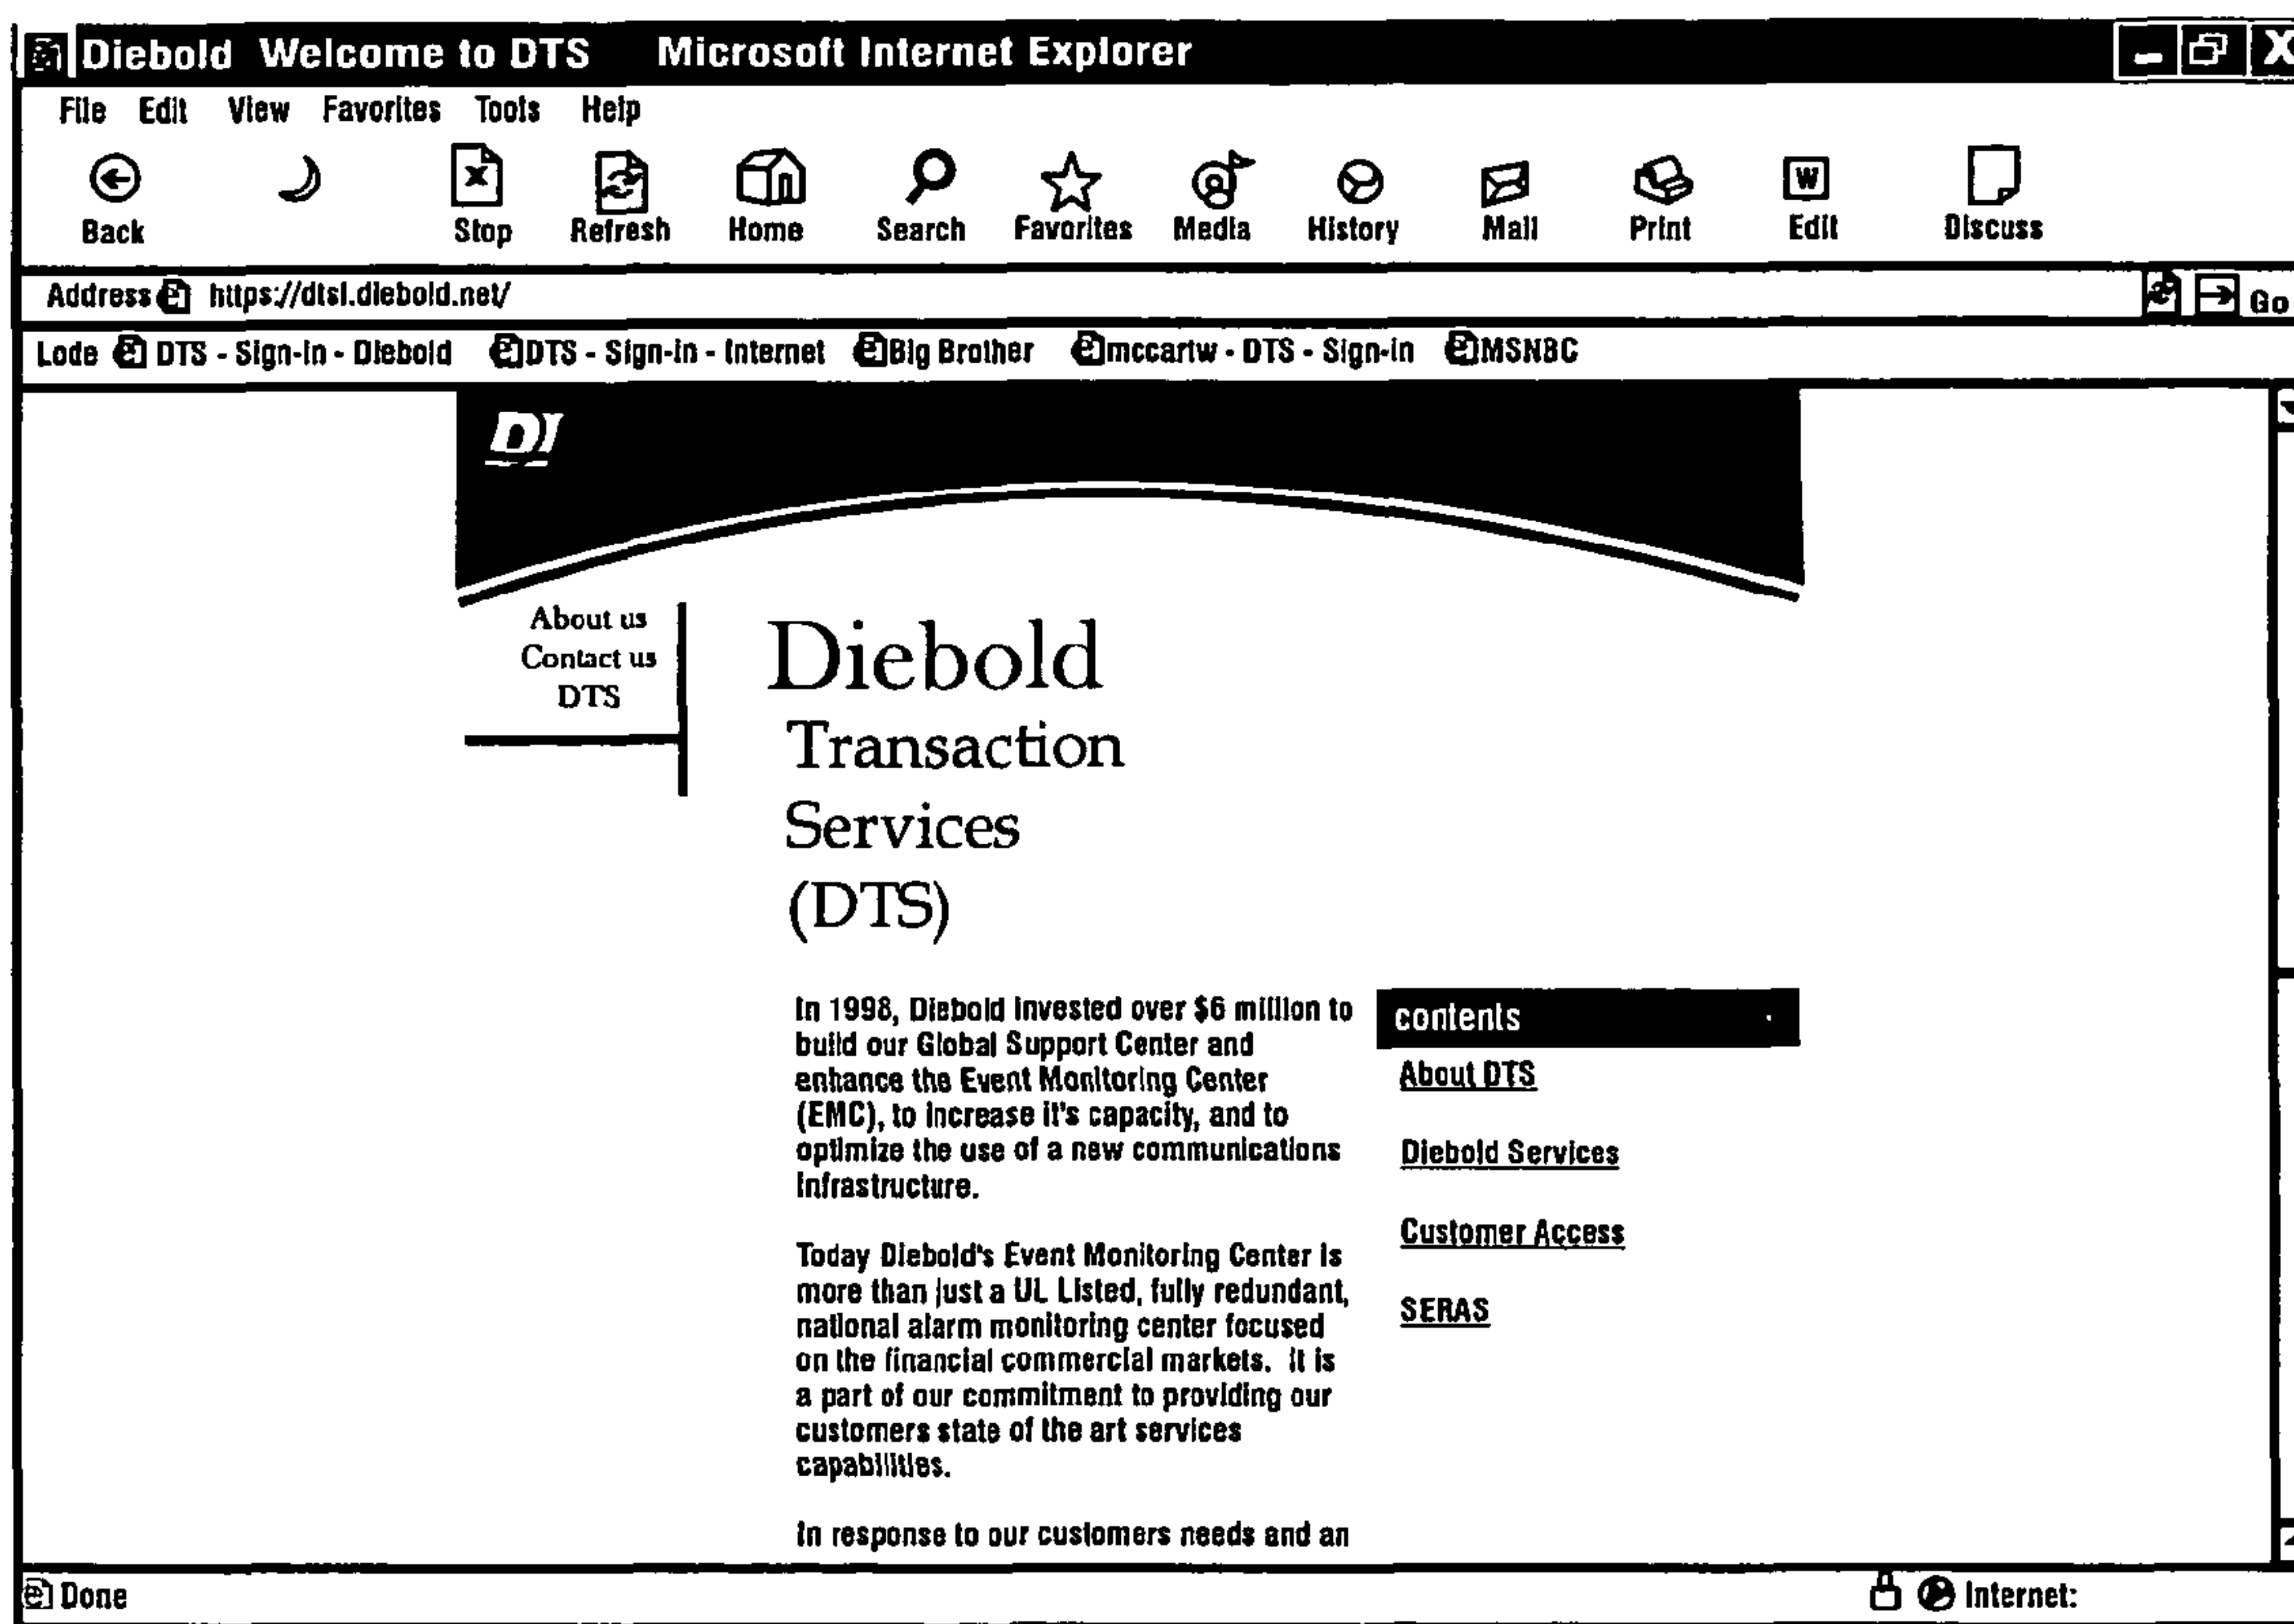 Diebold Welcome to DTS Microsoft Internet Explorer
File Edit View Favorites Tools Help
Back Stop Refresh Home Search Favorites Media History Mail Print Edit Discuss
Address https://dtsl.diebold.net/ Go
Lode DTS - Sign-In - Diebold DTS - Sign-In - Internet Big Brother mccartw - DTS - Sign-In MSNBC
DI
About us
Contact us
DTS
Diebold
Transaction
Services
(DTS)
In 1998, Diebold invested over $6 million to
build our Global Support Center and
enhance the Event Monitoring Center
(EMC), to increase it's capacity, and to
optimize the use of a new communications
infrastructure.
Today Diebold's Event Monitoring Center is
more than just a UL Listed, fully redundant,
national alarm monitoring center focused
on the financial commercial markets. It is
a part of our commitment to providing our
customers state of the art services
capabilities.
In response to our customers needs and an
contents
About DTS
Diebold Services
Customer Access
SERAS
Done Internet: